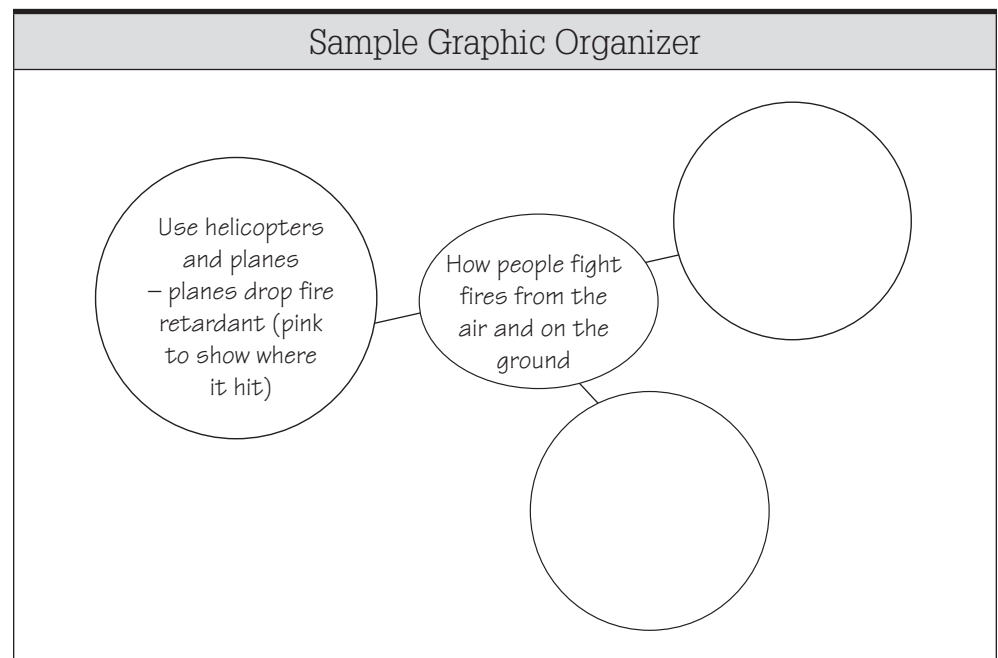 Sample Graphic Organizer
Use helicopters
and planes
– planes drop fire
retardant (pink
to show where
it hit)
How people fight
fires from the
air and on the
ground